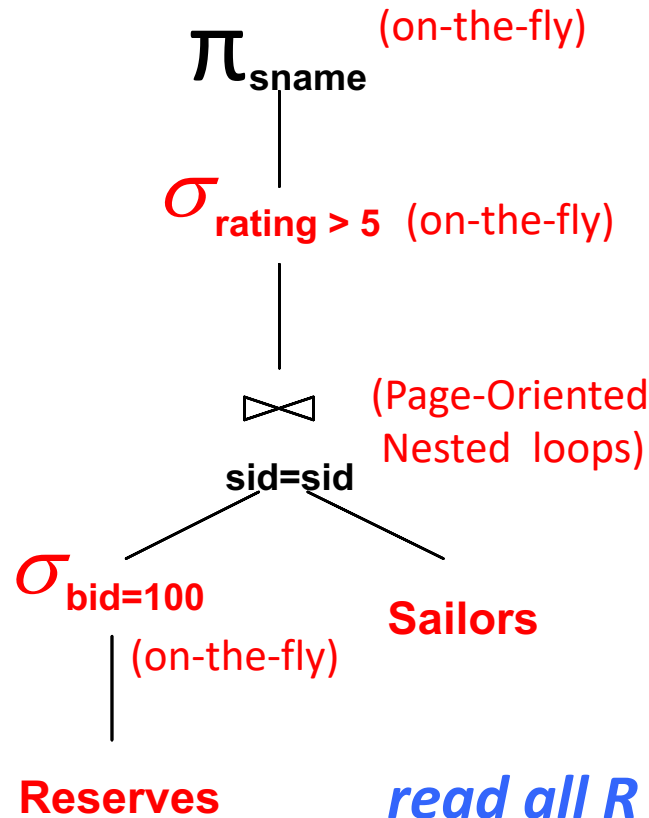 (on-the-fly)
π sname
σ rating > 5 (on-the-fly)
⋈ (Page-Oriented
Nested loops)
sid=sid
σ bid=100
Sailors
(on-the-fly)
Reserves
read all R